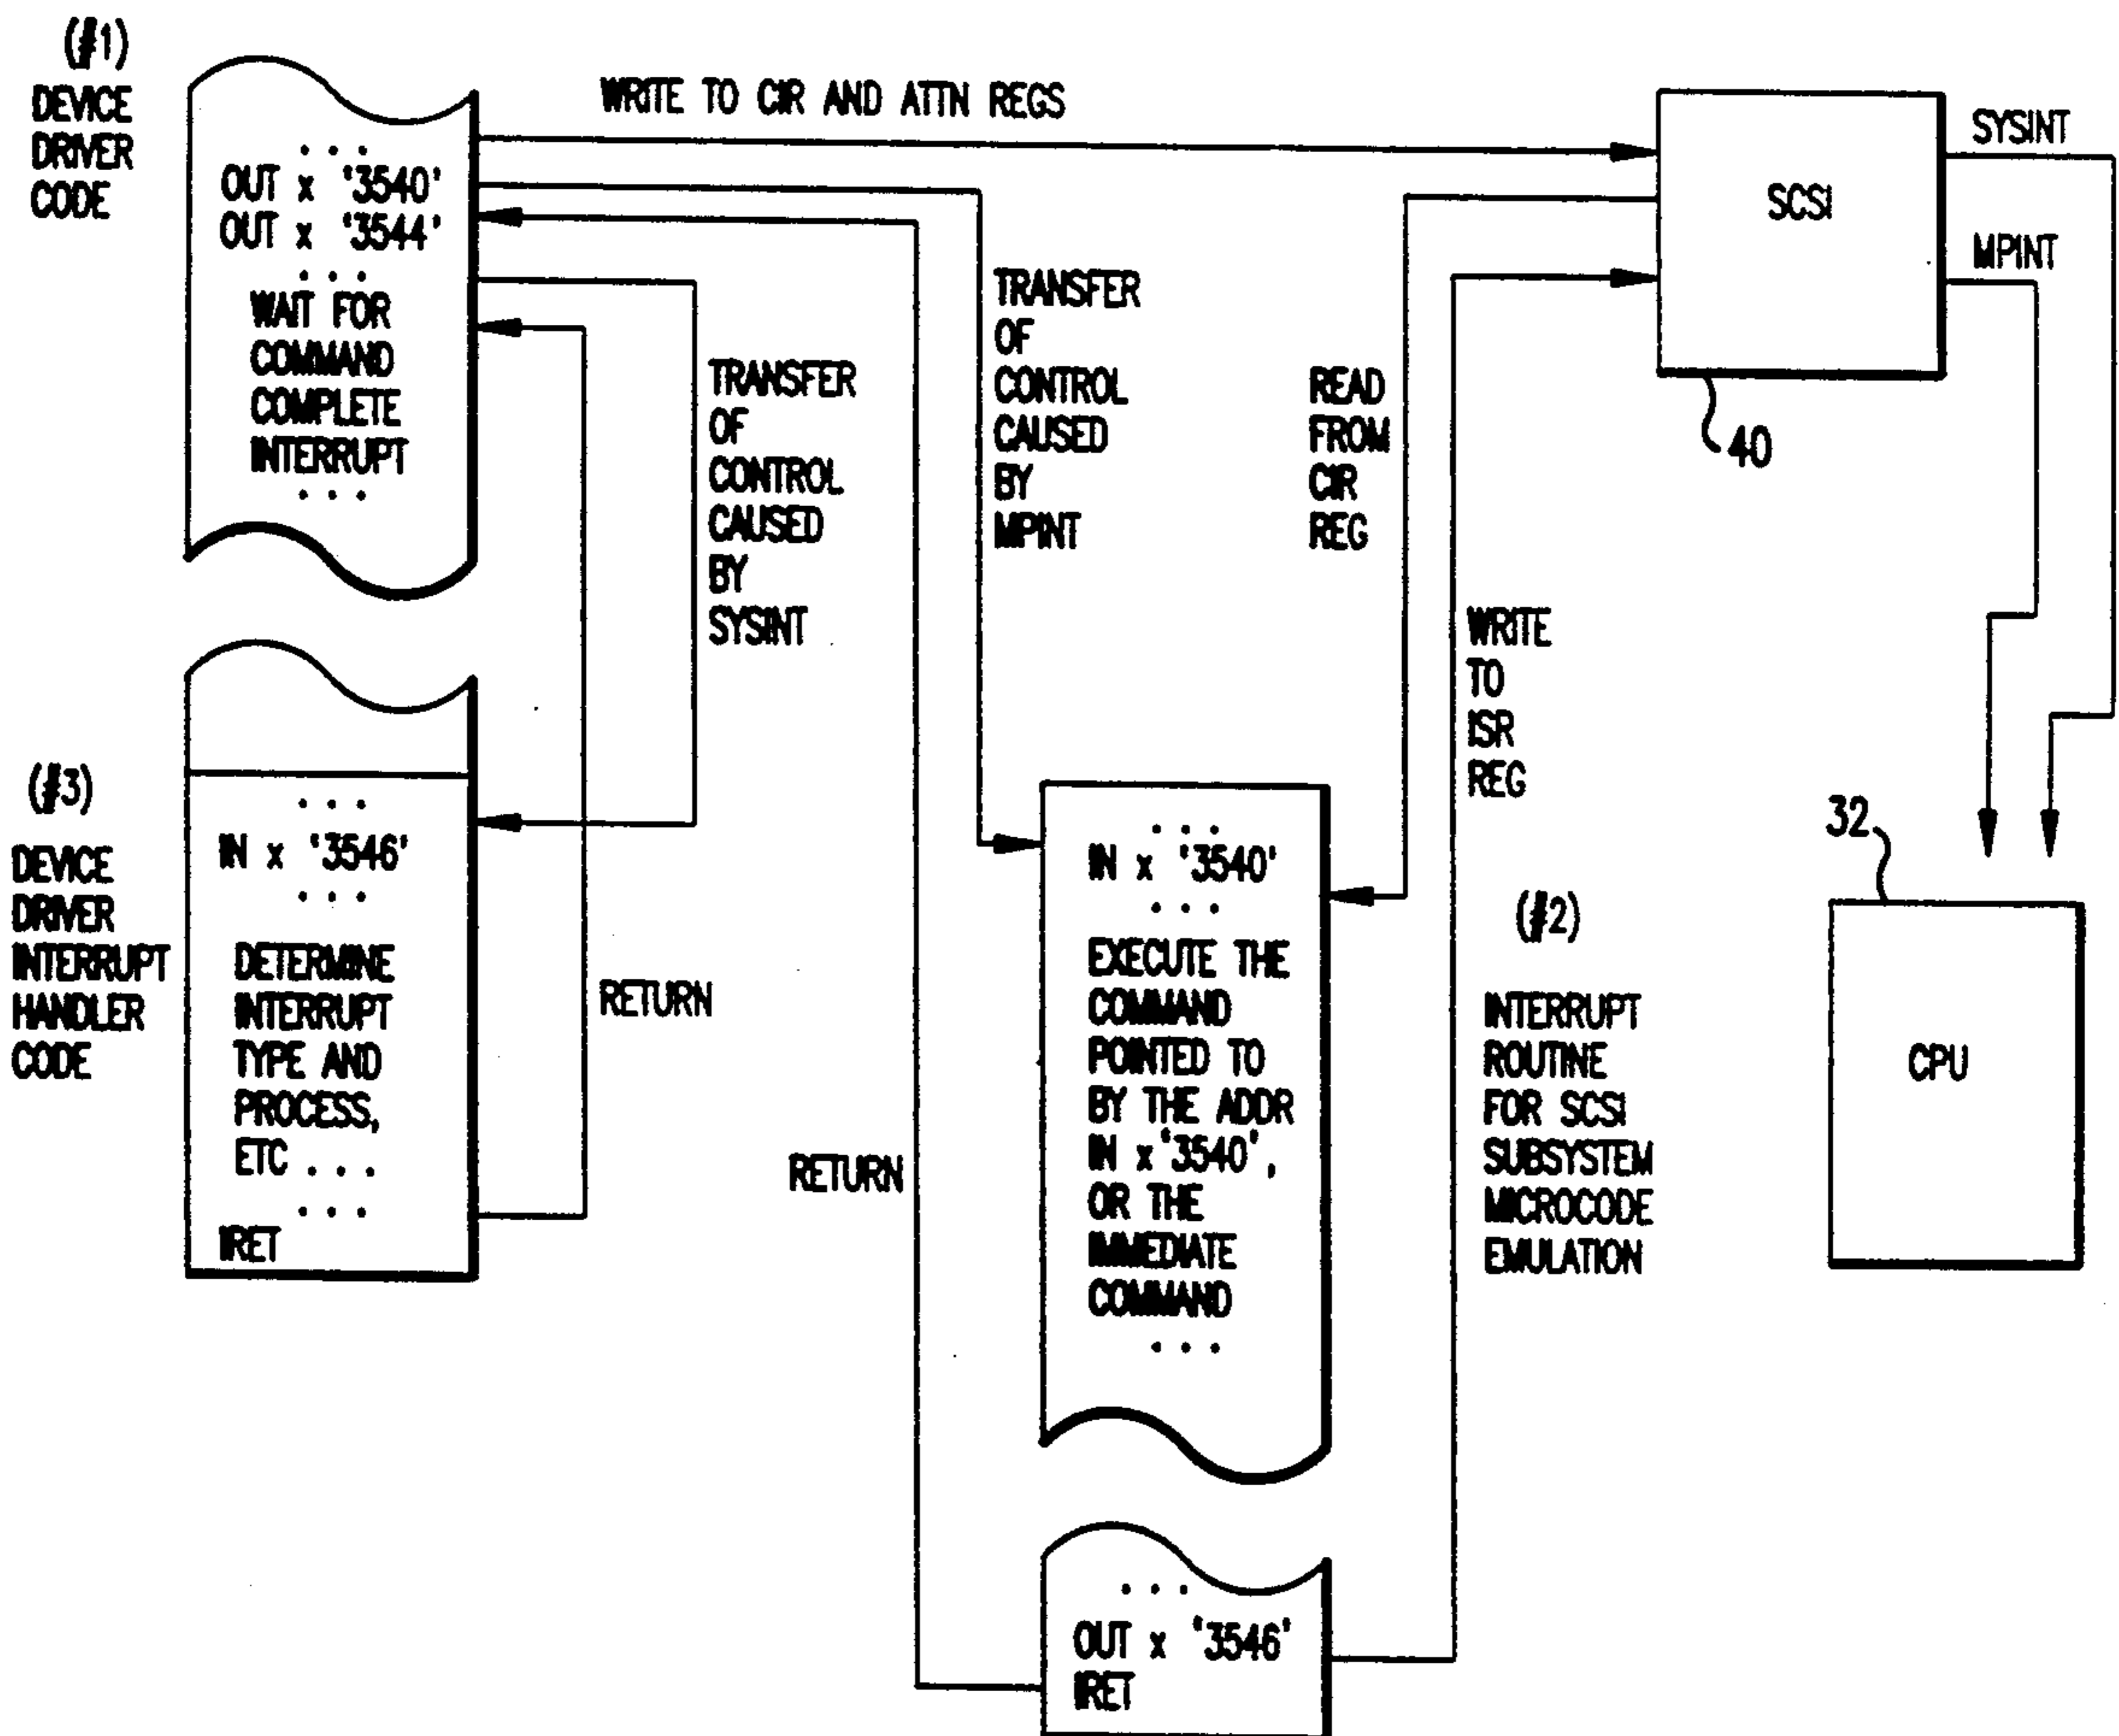 (#1)
DEVICE
DRIVER
CODE
. . .
OUT x '3540'
OUT x '3544'
. . .
WAIT FOR
COMMAND
COMPLETE
INTERRUPT
. . .
WRITE TO CIR AND ATTN REGS
TRANSFER
OF
CONTROL
CAUSED
BY
SYSINT
TRANSFER
OF
CONTROL
CAUSED
BY
MPINT
READ
FROM
CIR
REG
WRITE
TO
ISR
REG
SCSI
40
SYSINT
MPINT
32
CPU
(#3)
DEVICE
DRIVER
INTERRUPT
HANDLER
CODE
. . .
IN x '3546'
. . .
DETERMINE
INTERRUPT
TYPE AND
PROCESS,
ETC . . .
. . .
IRET
RETURN
RETURN
. . .
IN x '3540'
. . .
EXECUTE THE
COMMAND
POINTED TO
BY THE ADDR
IN x'3540',
OR THE
IMMEDIATE
COMMAND
. . .
. . .
OUT x '3546'
IRET
(#2)
INTERRUPT
ROUTINE
FOR SCSI
SUBSYSTEM
MICROCODE
EMULATION